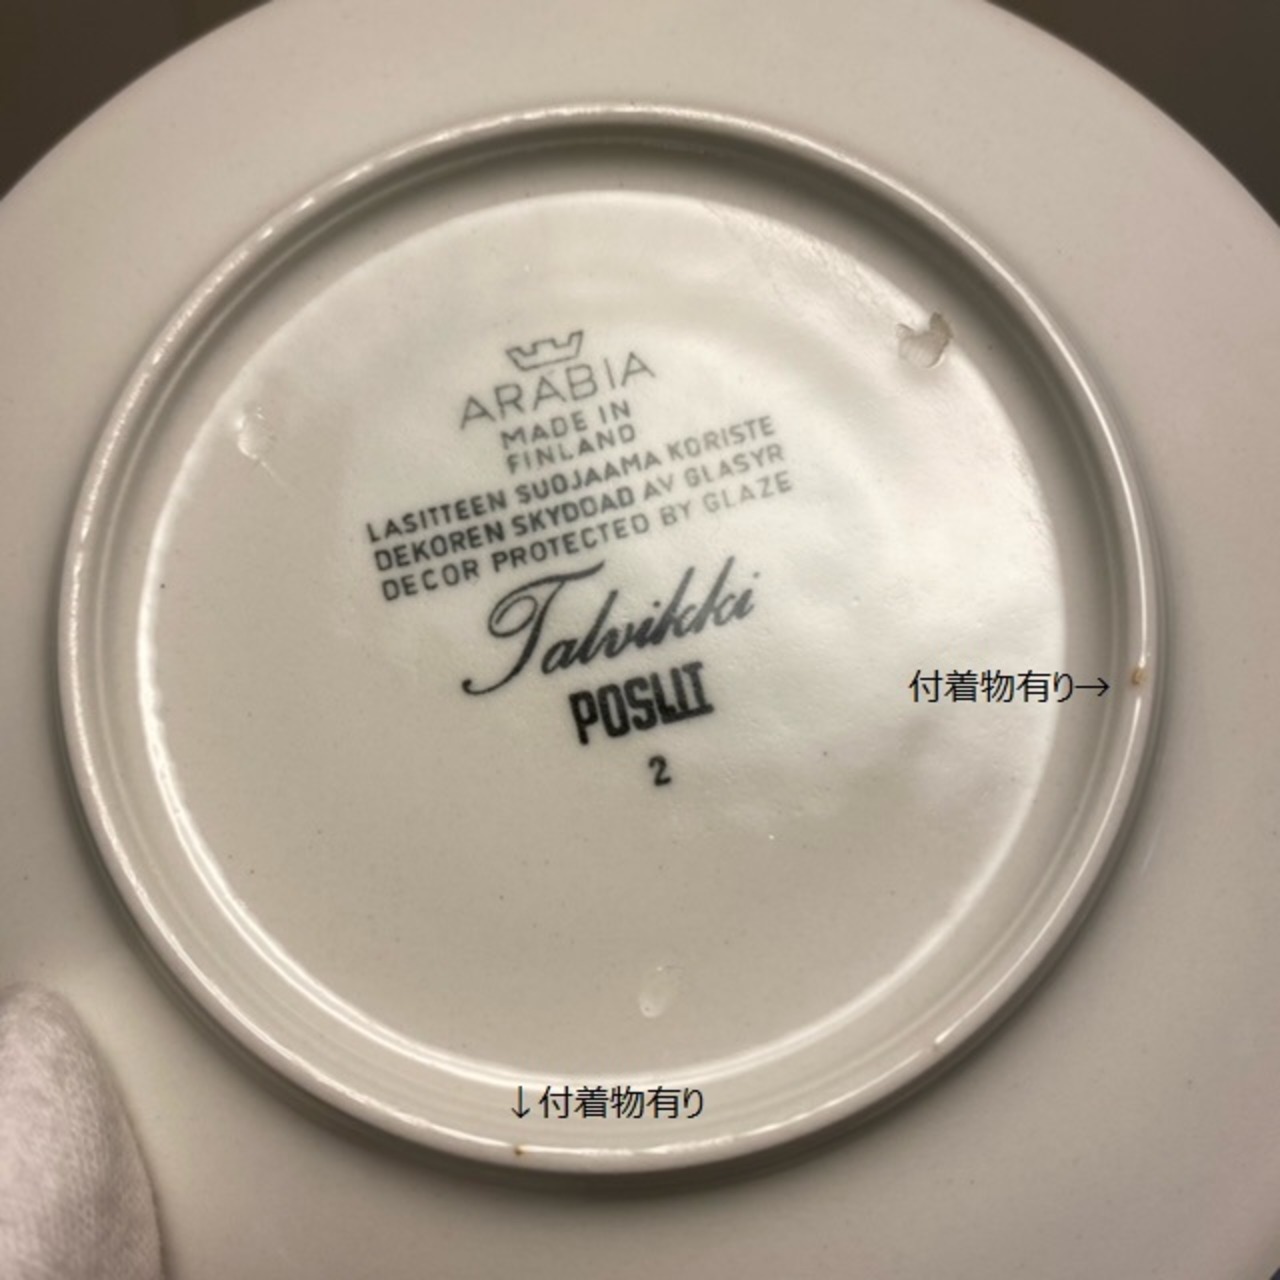 ARABIA
MADE IN
FINLAND
LASITTEEN SUOJAAMA KORISTE
DEKOREN SKYDDAD AV GLASYR
DECOR PROTECTED BY GLAZE
Talvikki
POSLII
2
付着物有り→
↓付着物有り